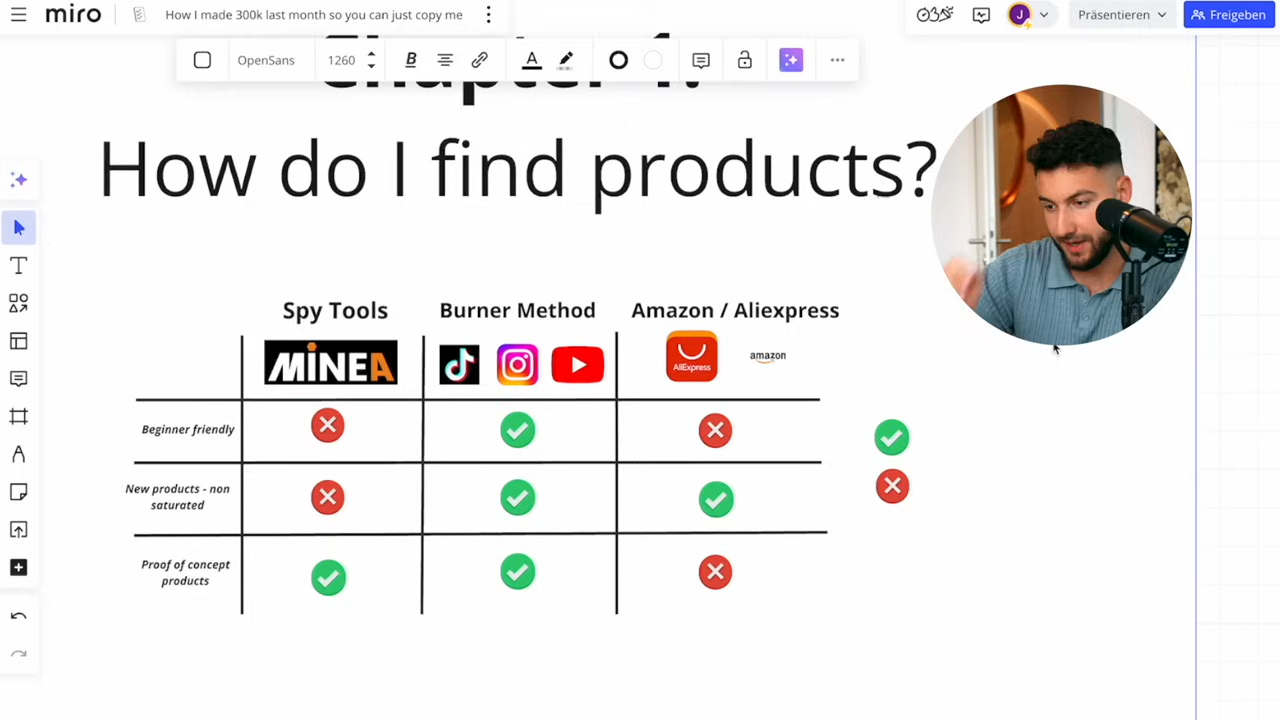 miro
How I made 300k last month so you can just copy me
J
Präsentieren
Freigeben
OpenSans
1260
B
A
Chapter 1:
How do I find products?
Spy Tools
Burner Method
Amazon / Aliexpress
MINEA
AliExpress
amazon
Beginner friendly
New products - non
saturated
Proof of concept
products